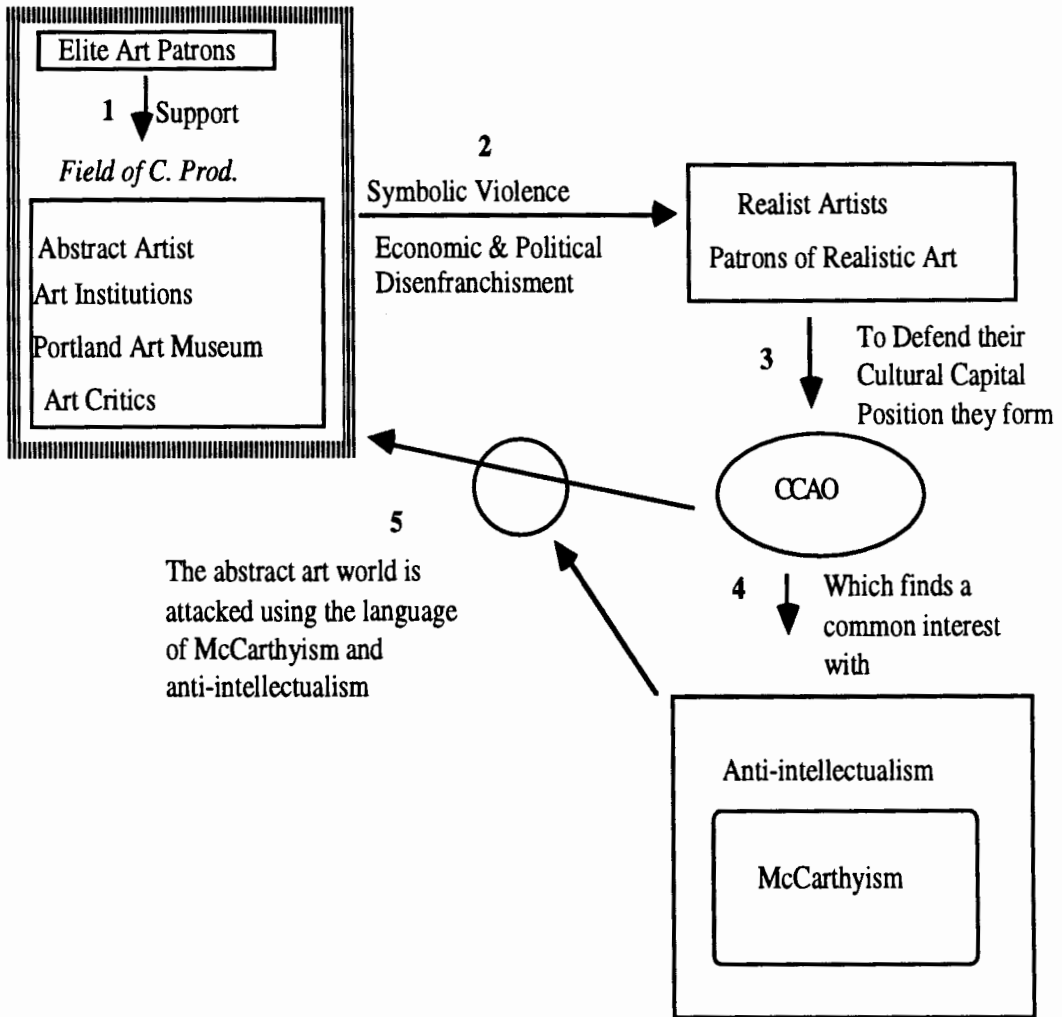 Elite Art Patrons
1
Support
Field of C. Prod.
Abstract Artist
Art Institutions
Portland Art Museum
Art Critics
2
Symbolic Violence
Economic & Political
Disenfranchisment
Realist Artists
Patrons of Realistic Art
3
To Defend their
Cultural Capital
Position they form
CCAO
4
Which finds a
common interest
with
Anti-intellectualism
McCarthyism
5
The abstract art world is
attacked using the language
of McCarthyism and
anti-intellectualism